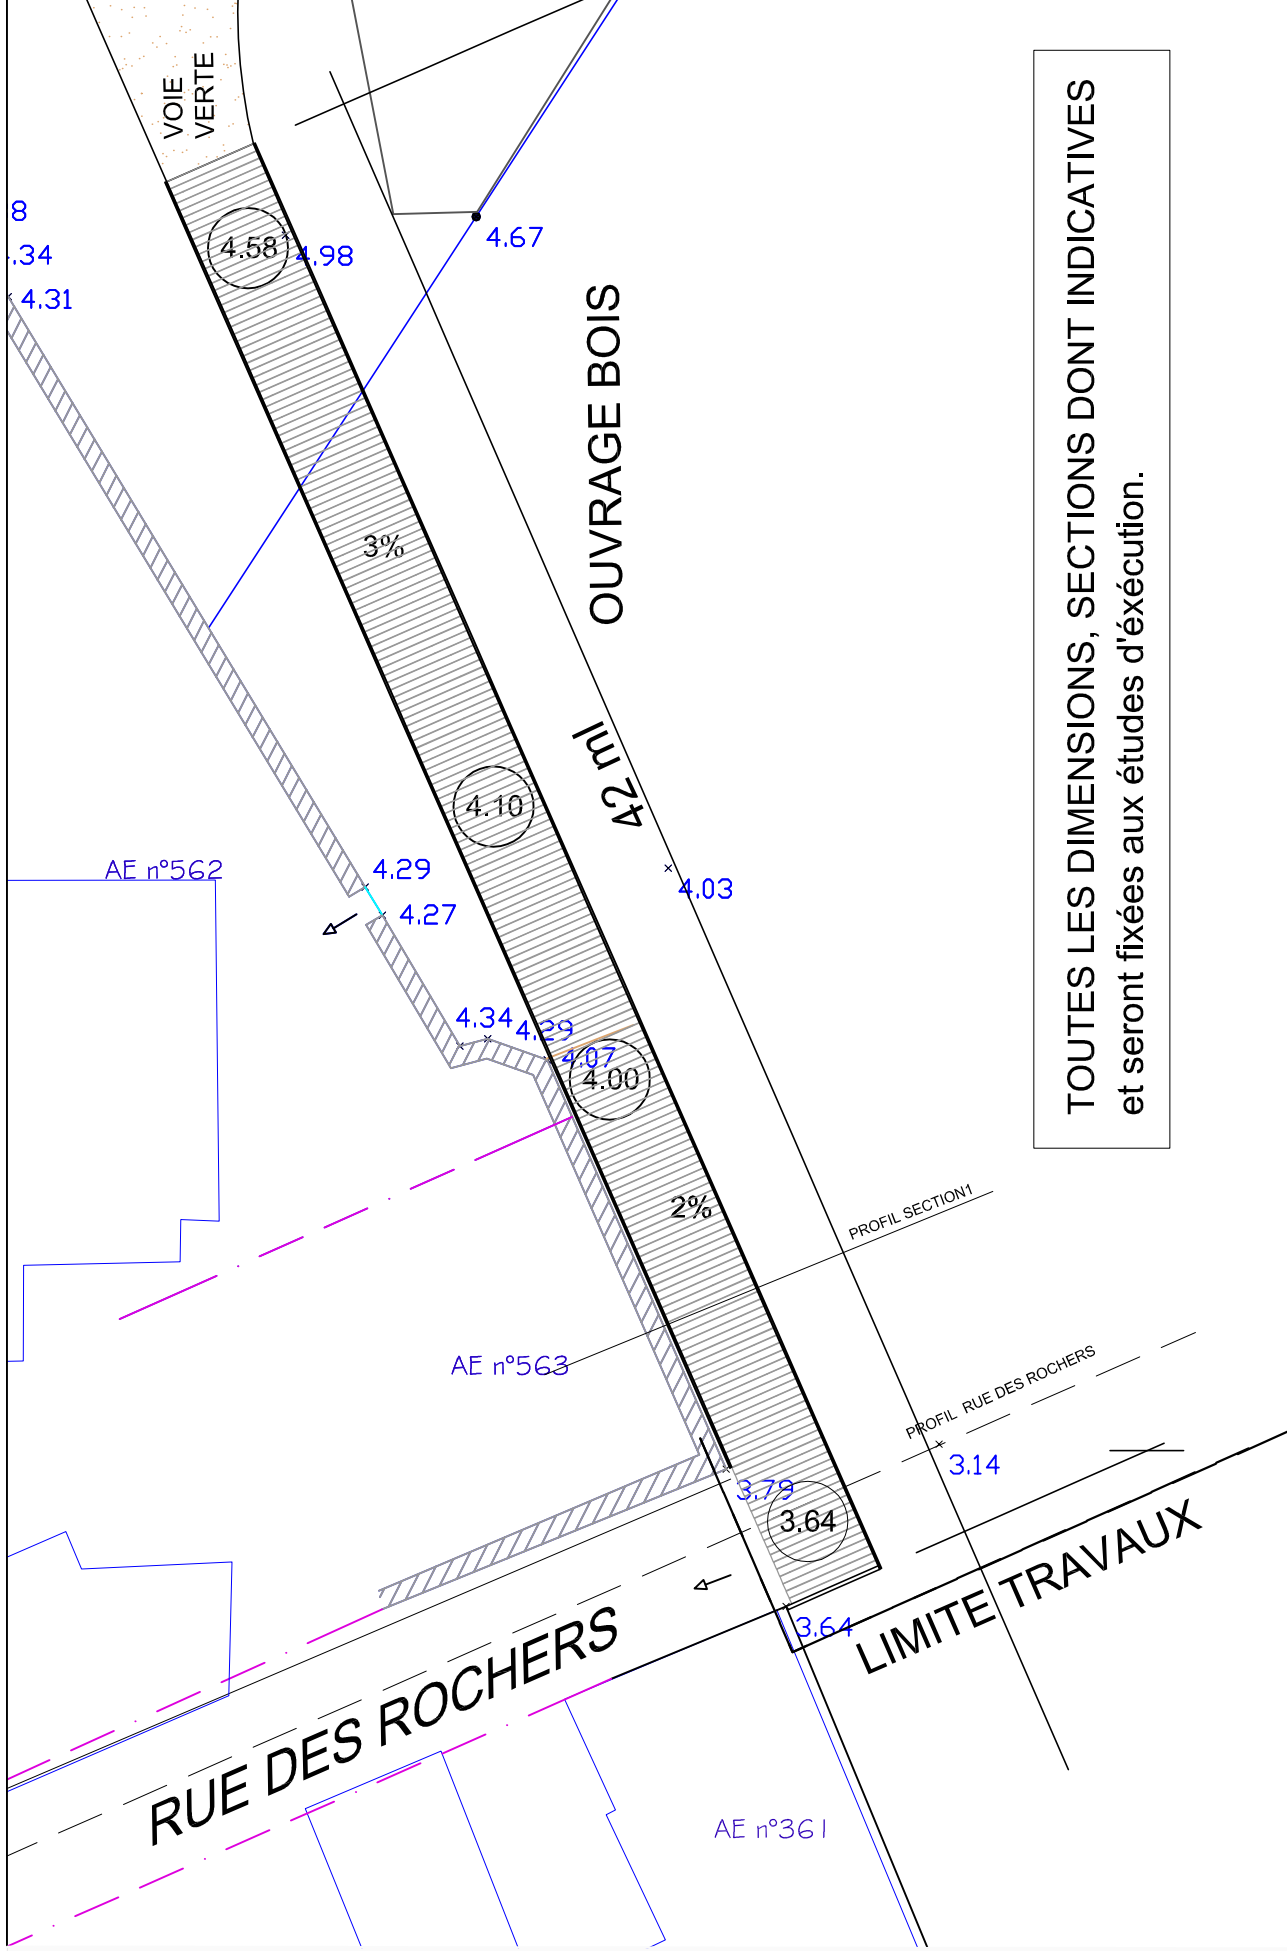 VOIE
VERTE
8
.34
4.31
4.58
4.98
4.67
OUVRAGE BOIS
TOUTES LES DIMENSIONS, SECTIONS DONT INDICATIVES
et seront fixées aux études d'éxécution.
3%
42 ml
4.10
AE n°562
4.29
4.27
4.03
4.34
4.29
4.07
4.00
2%
PROFIL SECTION1
AE n°563
PROFIL RUE DES ROCHERS
3.14
3.79
3.64
3.64
LIMITE TRAVAUX
RUE DES ROCHERS
AE n°361